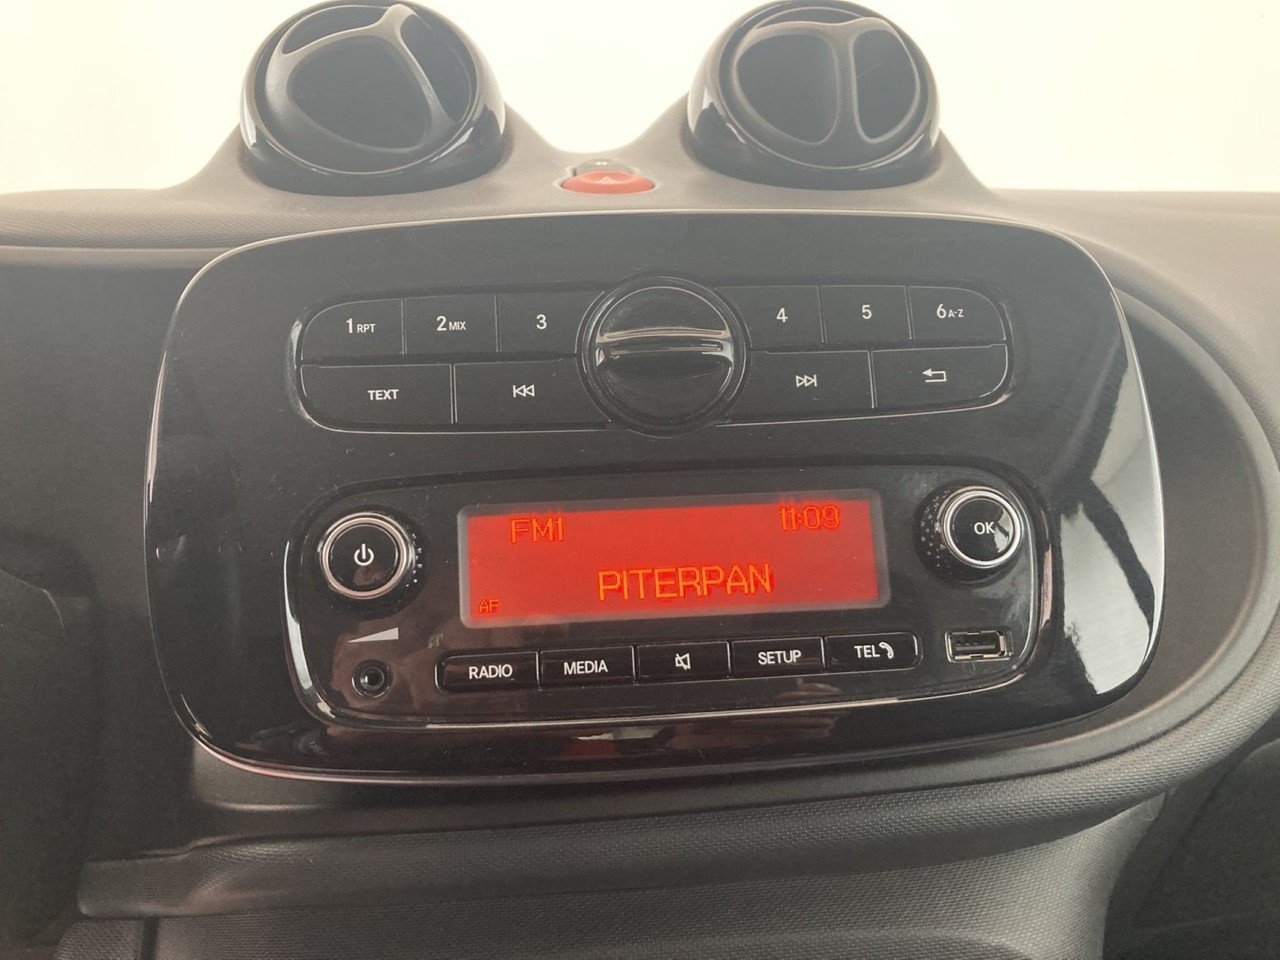 1RPT 2MIX 3 4 5 6A-Z
TEXT
FM1 11:09
PITERPAN
AF
OK
RADIO MEDIA SETUP TEL